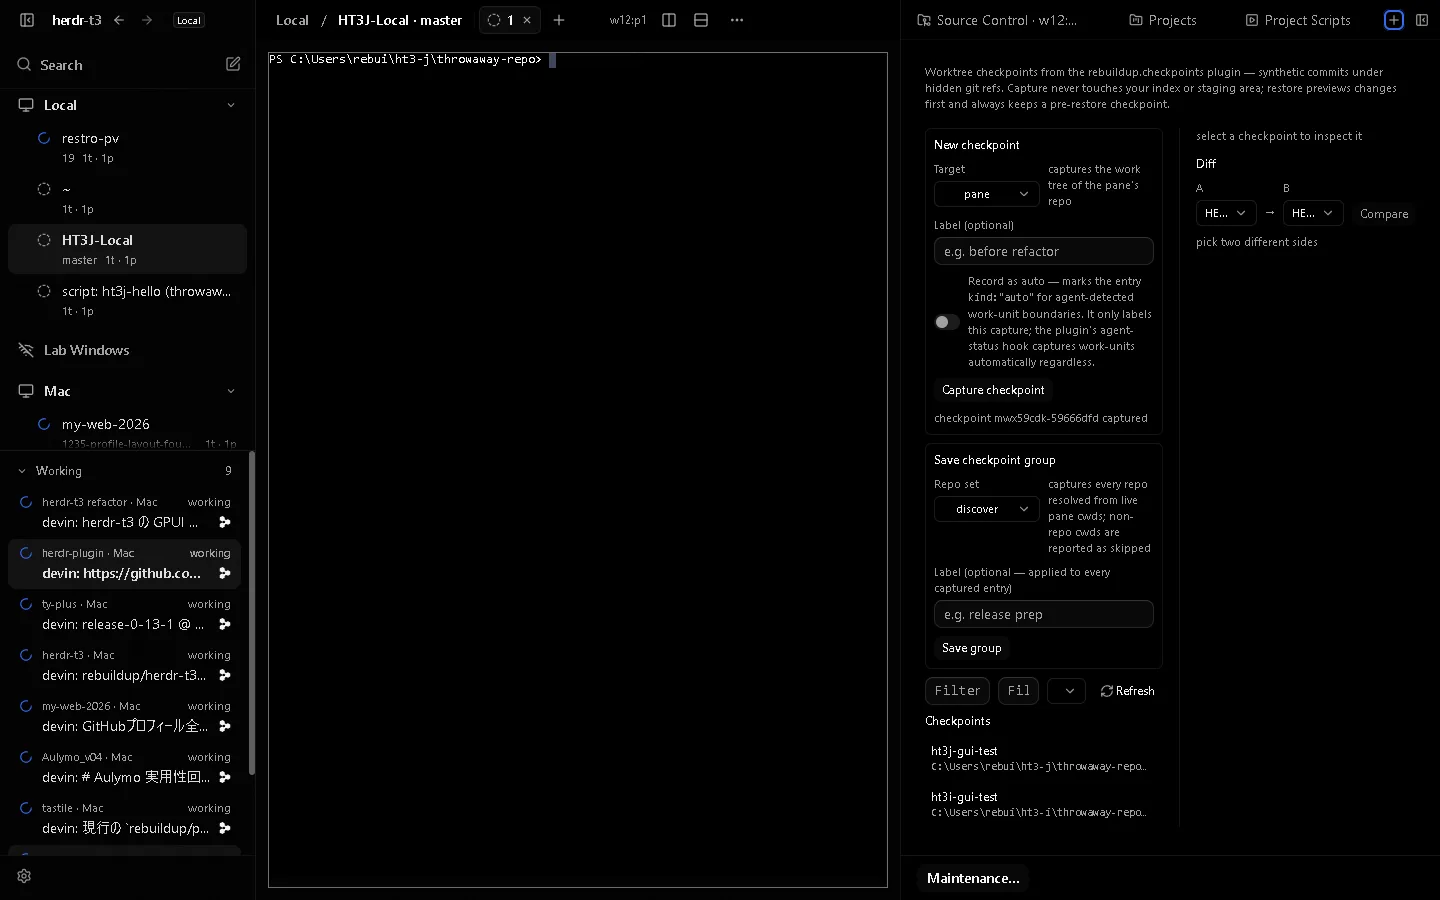 herdr-t3 Local
Search
Local
restro-pv
19 1t · 1p
~
1t · 1p
HT3J-Local
master 1t · 1p
script: ht3j-hello (throwaw...
1t · 1p
Lab Windows
Mac
my-web-2026
1235-profile-layout-fou... 1t · 1p
Working 9
herdr-t3 refactor · Mac working
devin: herdr-t3 の GPUI ...
herdr-plugin · Mac working
devin: https://github.co...
ty-plus · Mac working
devin: release-0-13-1 @ ...
herdr-t3 · Mac working
devin: rebuildup/herdr-t3...
my-web-2026 · Mac working
devin: GitHubプロフィール全...
Aulymo_v04 · Mac working
devin: # Aulymo 実用性回...
tastile · Mac working
devin: 現行の `rebuildup/p...
Local / HT3J-Local · master 1 × + w12:p1 ...
PS C:\Users\rebui\ht3-j\throwaway-repo>
Source Control · w12:... Projects Project Scripts
Worktree checkpoints from the rebuildup.checkpoints plugin — synthetic commits under
hidden git refs. Capture never touches your index or staging area; restore previews changes
first and always keeps a pre-restore checkpoint.
New checkpoint
Target
pane
captures the work
tree of the pane's
repo
Label (optional)
e.g. before refactor
Record as auto — marks the entry
kind:"auto" for agent-detected
work-unit boundaries. It only labels
this capture; the plugin's agent-
status hook captures work-units
automatically regardless.
Capture checkpoint
checkpoint mwx59cdk-59666dfd captured
Save checkpoint group
Repo set
discover
captures every repo
resolved from live
pane cwds; non-
repo cwds are
reported as skipped
Label (optional — applied to every
captured entry)
e.g. release prep
Save group
Filter Fil Refresh
Checkpoints
ht3j-gui-test
C:\Users\rebui\ht3-j\throwaway-repo…
ht3i-gui-test
C:\Users\rebui\ht3-i\throwaway-repo…
select a checkpoint to inspect it
Diff
A B
HE... → HE... Compare
pick two different sides
Maintenance...